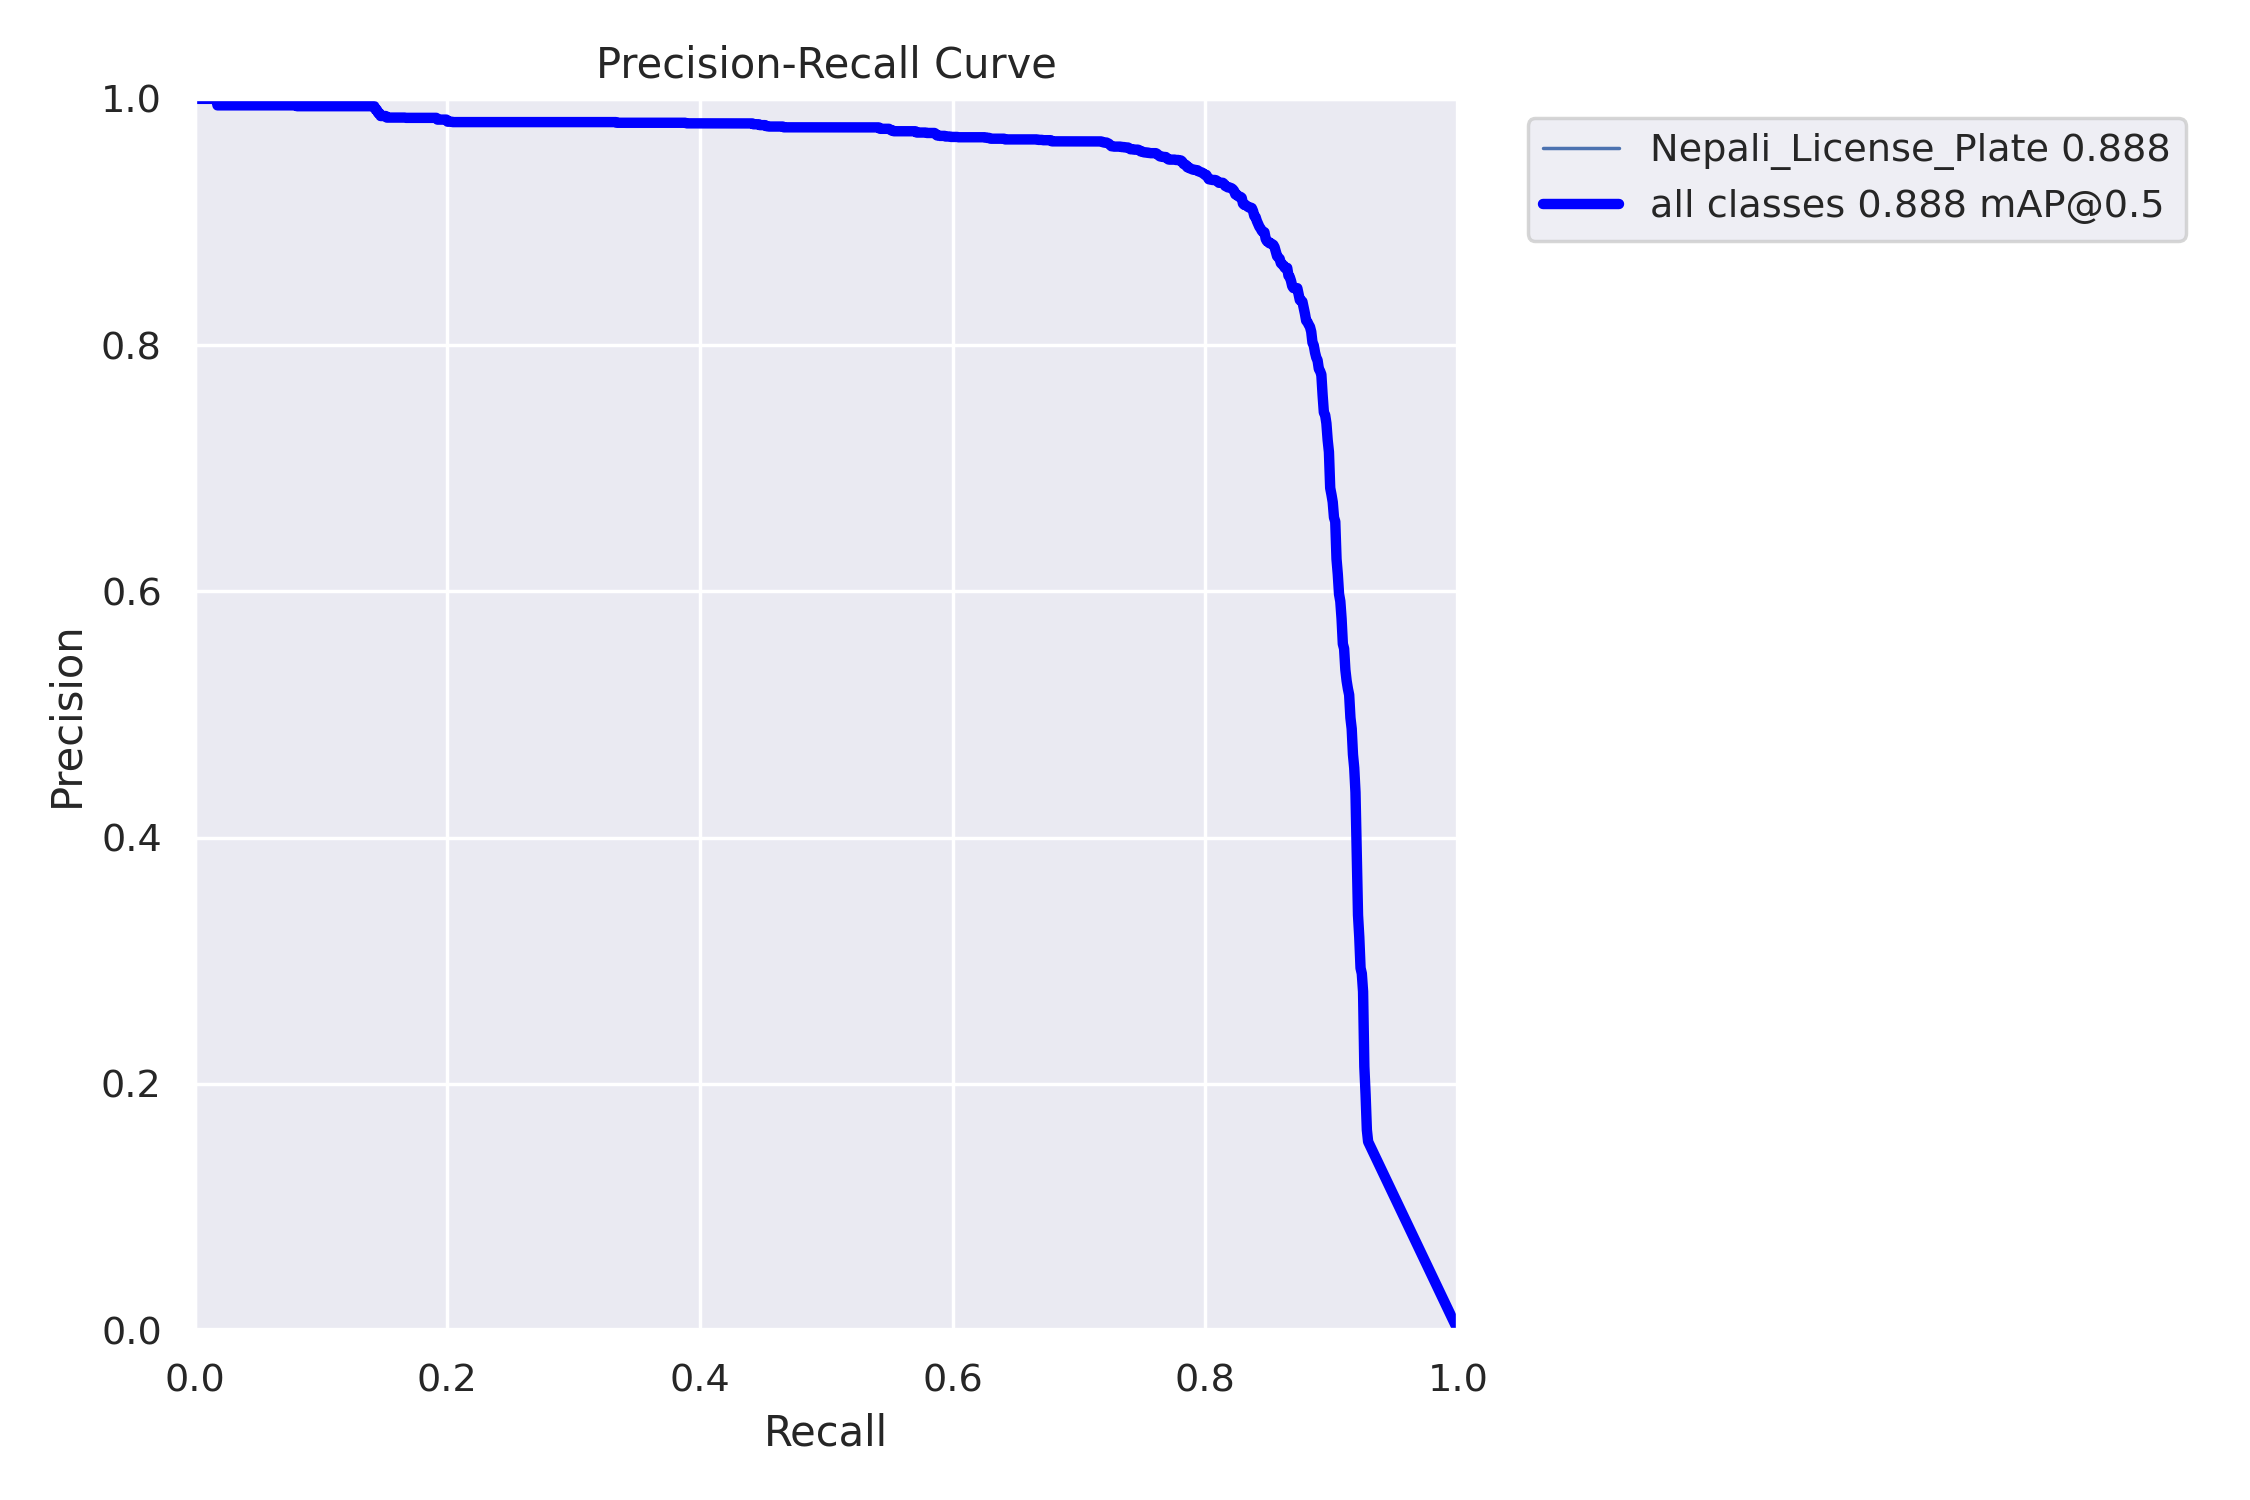 Precision-Recall Curve
1.0
0.8
0.6
0.4
0.2
0.0
Precision
0.0 0.2 0.4 0.6 0.8 1.0
Recall
Nepali_License_Plate 0.888
all classes 0.888 mAP@0.5